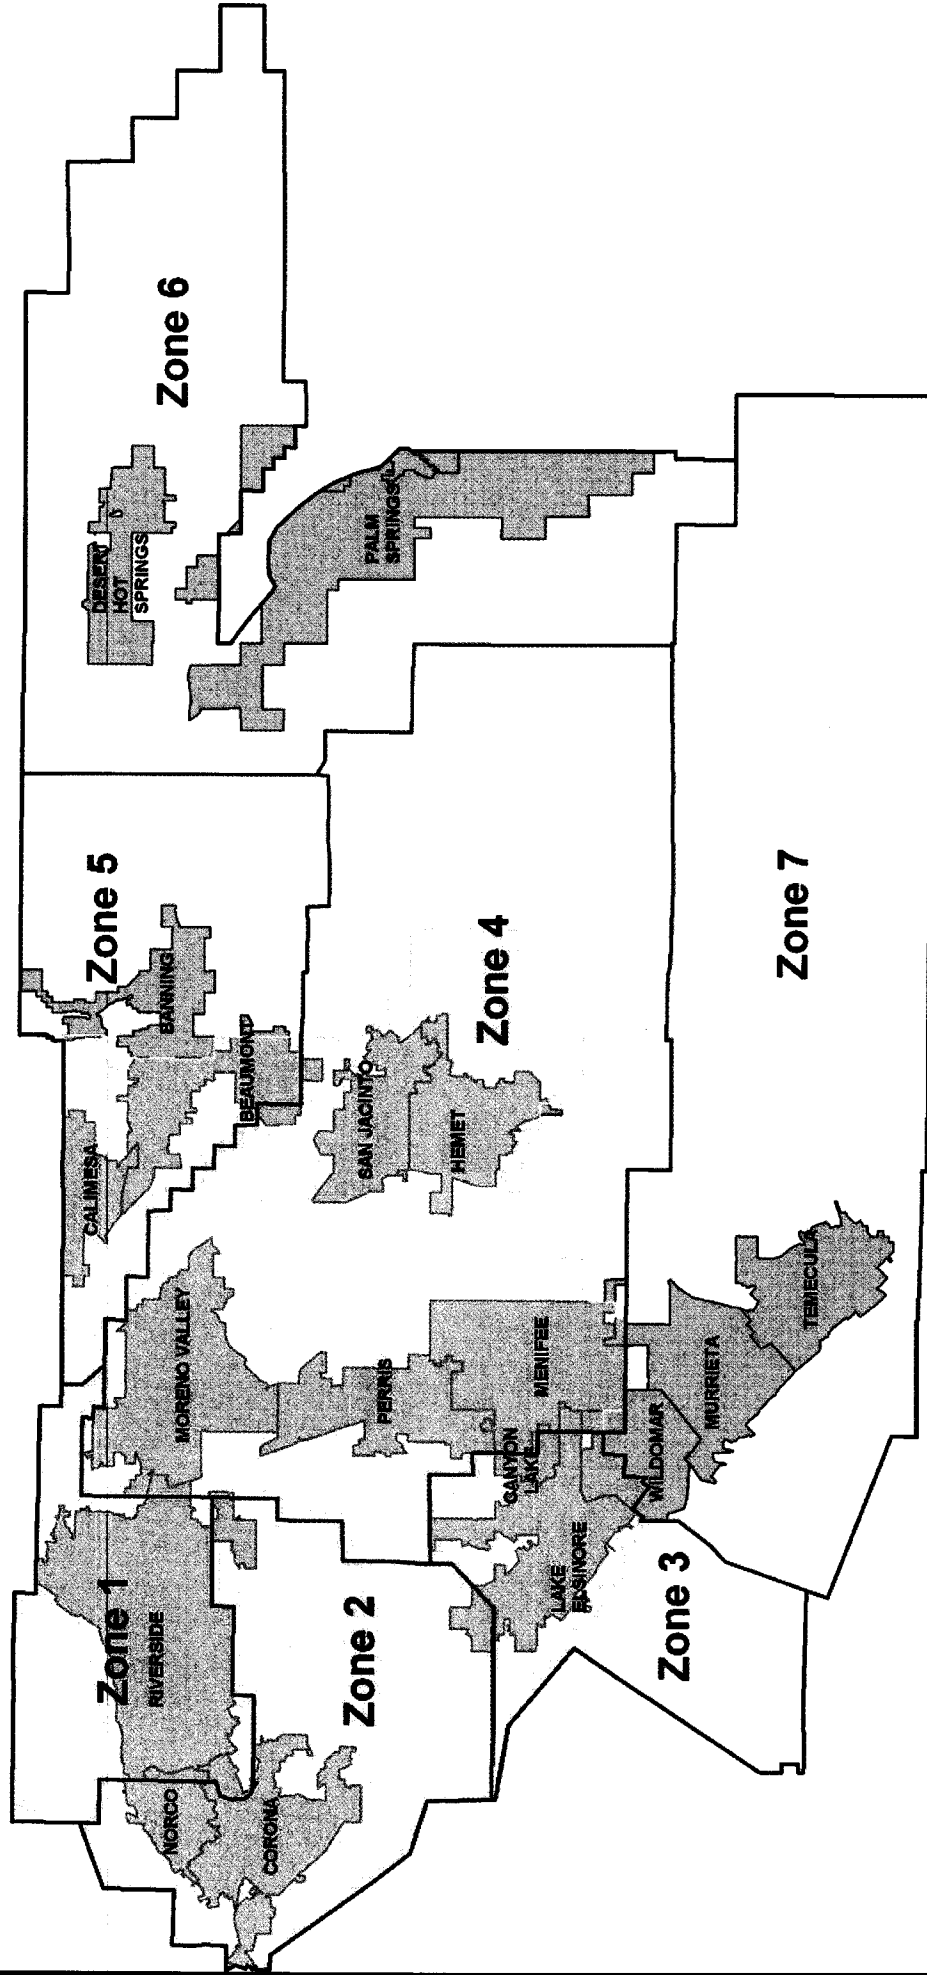 Zone 6
DESERT
HOT
SPRINGS
PALM
SPRINGS
Zone 5
BANNING
BEAUMONT
CALIMESA
Zone 4
SAN JACINTO
HEMET
Zone 7
MORENO VALLEY
PERRIS
MENIFEE
CANYON
LAKE
WILDOMAR
MURRIETA
TEMECULA
LAKE
ELSINORE
Zone 3
Zone 1
RIVERSIDE
Zone 2
NORCO
CORONA